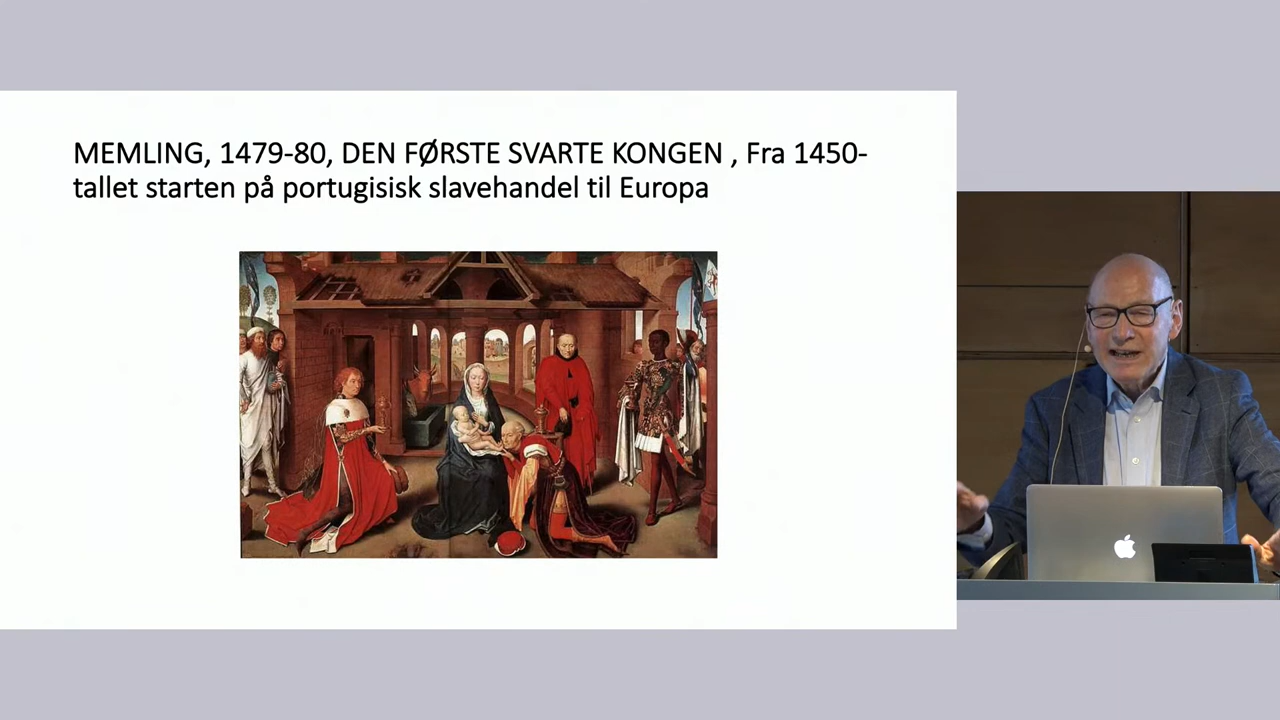 MEMLING, 1479-80, DEN FØRSTE SVARTE KONGEN , Fra 1450-
tallet starten på portugisisk slavehandel til Europa